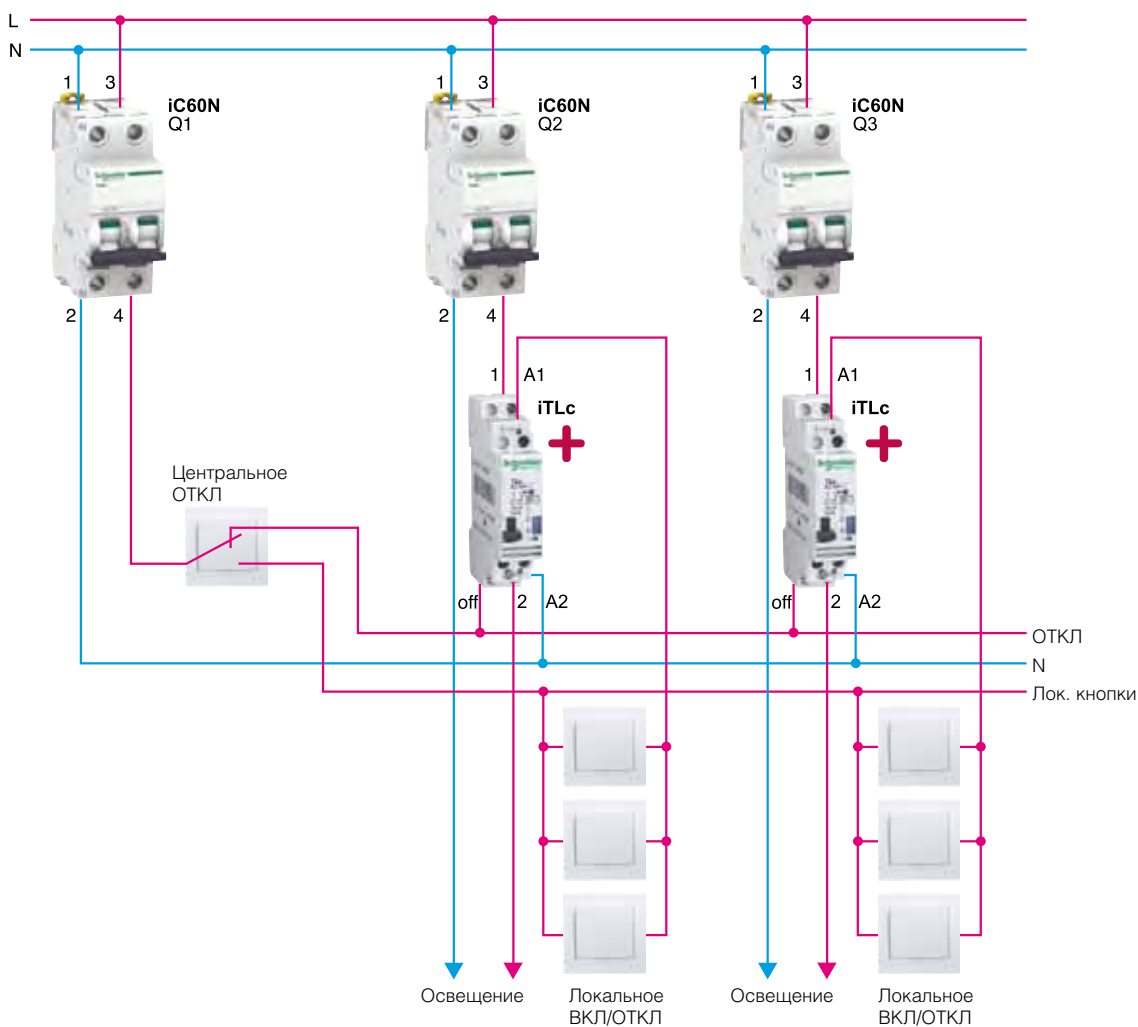 L
N
1 3
iC60N
Q1
1 3
iC60N
Q2
1 3
iC60N
Q3
2 4
2 4
2 4
1 A1
iTLc
1 A1
iTLc
Центральное
ОТКЛ
off 2 A2
off 2 A2
ОТКЛ
N
Лок. кнопки
Освещение
Локальное
ВКЛ/ОТКЛ
Освещение
Локальное
ВКЛ/ОТКЛ